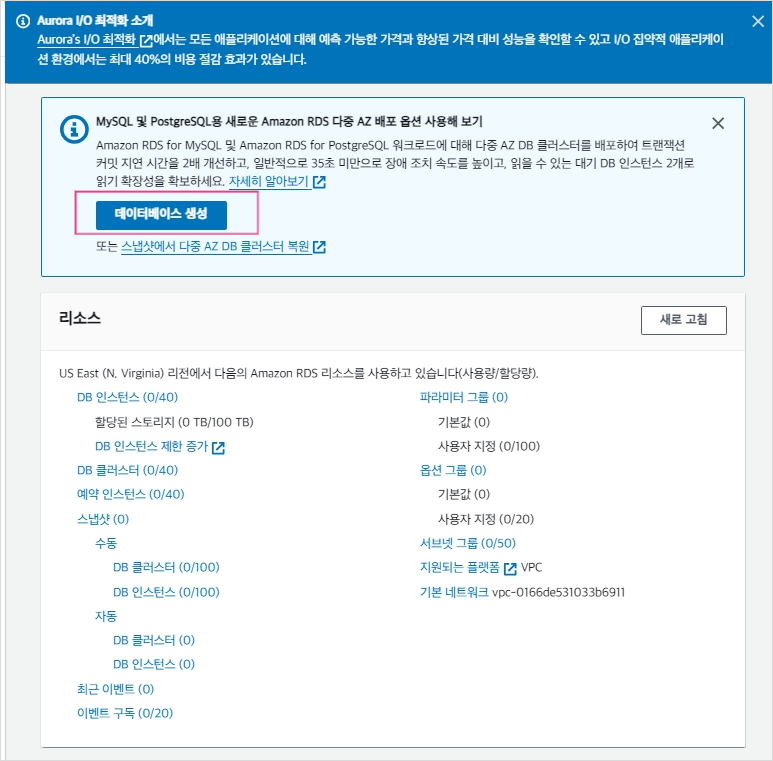 Aurora I/O 최적화 소개
Aurora's I/O 최적화 에서는 모든 애플리케이션에 대해 예측 가능한 가격과 향상된 가격 대비 성능을 확인할 수 있고 I/O 집약적 애플리케이
션 환경에서는 최대 40%의 비용 절감 효과가 있습니다.
MySQL 및 PostgreSQL용 새로운 Amazon RDS 다중 AZ 배포 옵션 사용해 보기
Amazon RDS for MySQL 및 Amazon RDS for PostgreSQL 워크로드에 대해 다중 AZ DB 클러스터를 배포하여 트랜잭션
커밋 지연 시간을 2배 개선하고, 일반적으로 35초 미만으로 장애 조치 속도를 높이고, 읽을 수 있는 대기 DB 인스턴스 2개로
읽기 확장성을 확보하세요. 자세히 알아보기
데이터베이스 생성
또는 스냅샷에서 다중 AZ DB 클러스터 복원
리소스
새로 고침
US East (N. Virginia) 리전에서 다음의 Amazon RDS 리소스를 사용하고 있습니다(사용량/할당량).
DB 인스턴스 (0/40)
할당된 스토리지 (0 TB/100 TB)
DB 인스턴스 제한 증가
DB 클러스터 (0/40)
예약 인스턴스 (0/40)
스냅샷 (0)
수동
DB 클러스터 (0/100)
DB 인스턴스 (0/100)
자동
DB 클러스터 (0)
DB 인스턴스 (0)
최근 이벤트 (0)
이벤트 구독 (0/20)
파라미터 그룹 (0)
기본값 (0)
사용자 지정 (0/100)
옵션 그룹 (0)
기본값 (0)
사용자 지정 (0/20)
서브넷 그룹 (0/50)
지원되는 플랫폼 VPC
기본 네트워크 vpc-0166de531033b6911